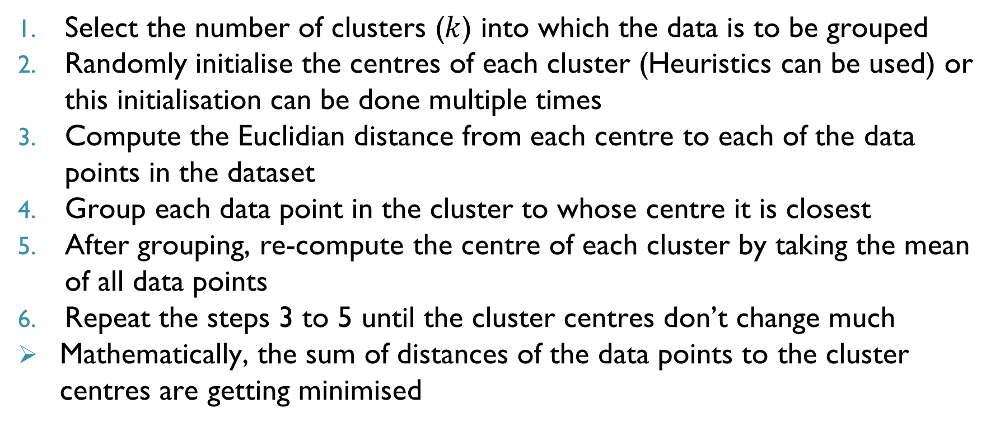 1. Select the number of clusters (k) into which the data is to be grouped
2. Randomly initialise the centres of each cluster (Heuristics can be used) or
this initialisation can be done multiple times
3. Compute the Euclidian distance from each centre to each of the data
points in the dataset
4. Group each data point in the cluster to whose centre it is closest
5. After grouping, re-compute the centre of each cluster by taking the mean
of all data points
6. Repeat the steps 3 to 5 until the cluster centres don’t change much
➢ Mathematically, the sum of distances of the data points to the cluster
centres are getting minimised